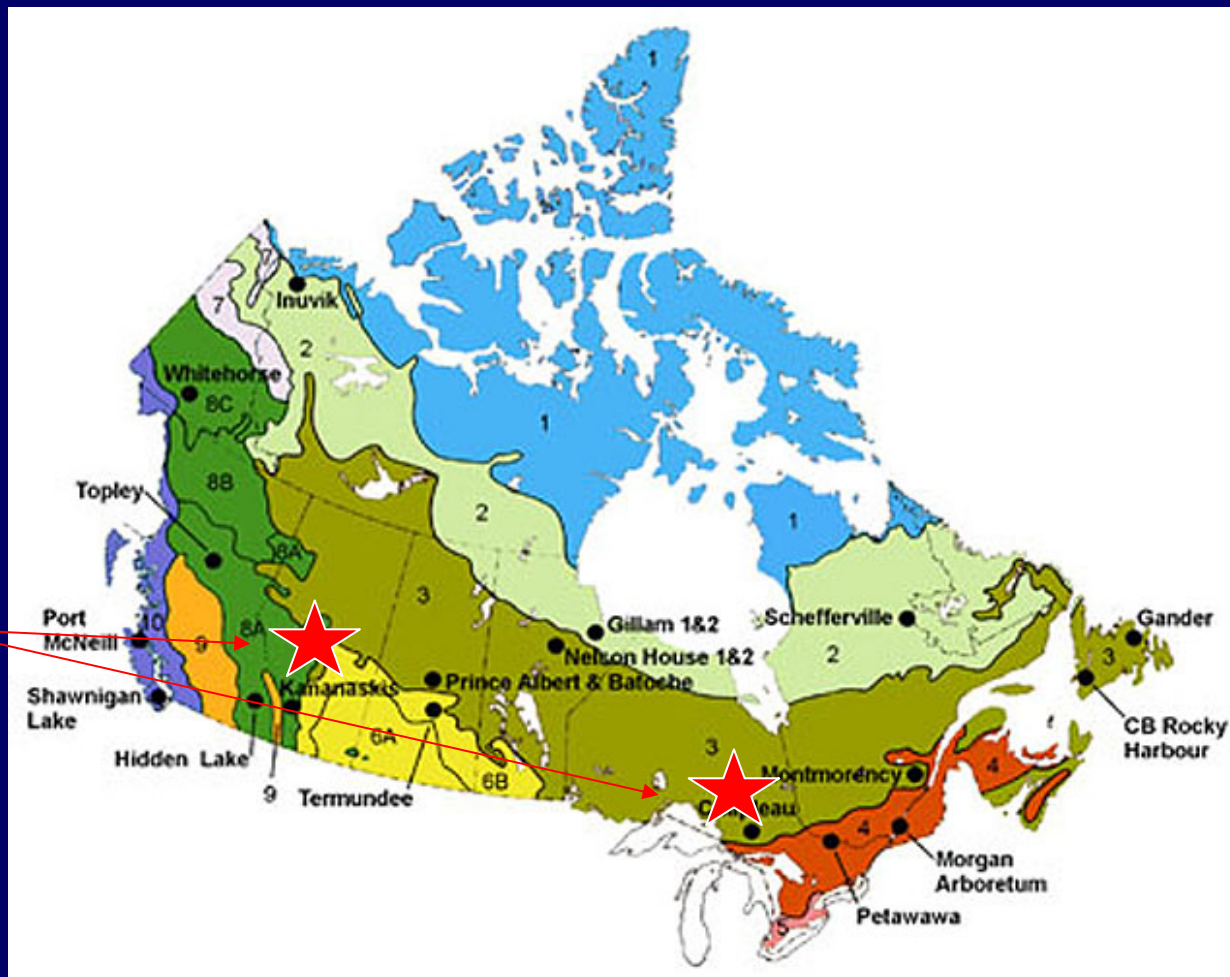 1
Inuvik
7
2
Whitehorse
8C
1
8B
Topley
2
1
8A
3
Port
McNeill
10
8A
9
Gillam 1&2
Schefferville
Gander
Nelson House 1&2
2
3
Shawnigan
Lake
Kananaskis
Prince Albert & Batoche
CB Rocky
Harbour
Hidden Lake
6A
3
9
6B
Montmorency
4
Termundee
4
Morgan
Arboretum
Petawawa
5